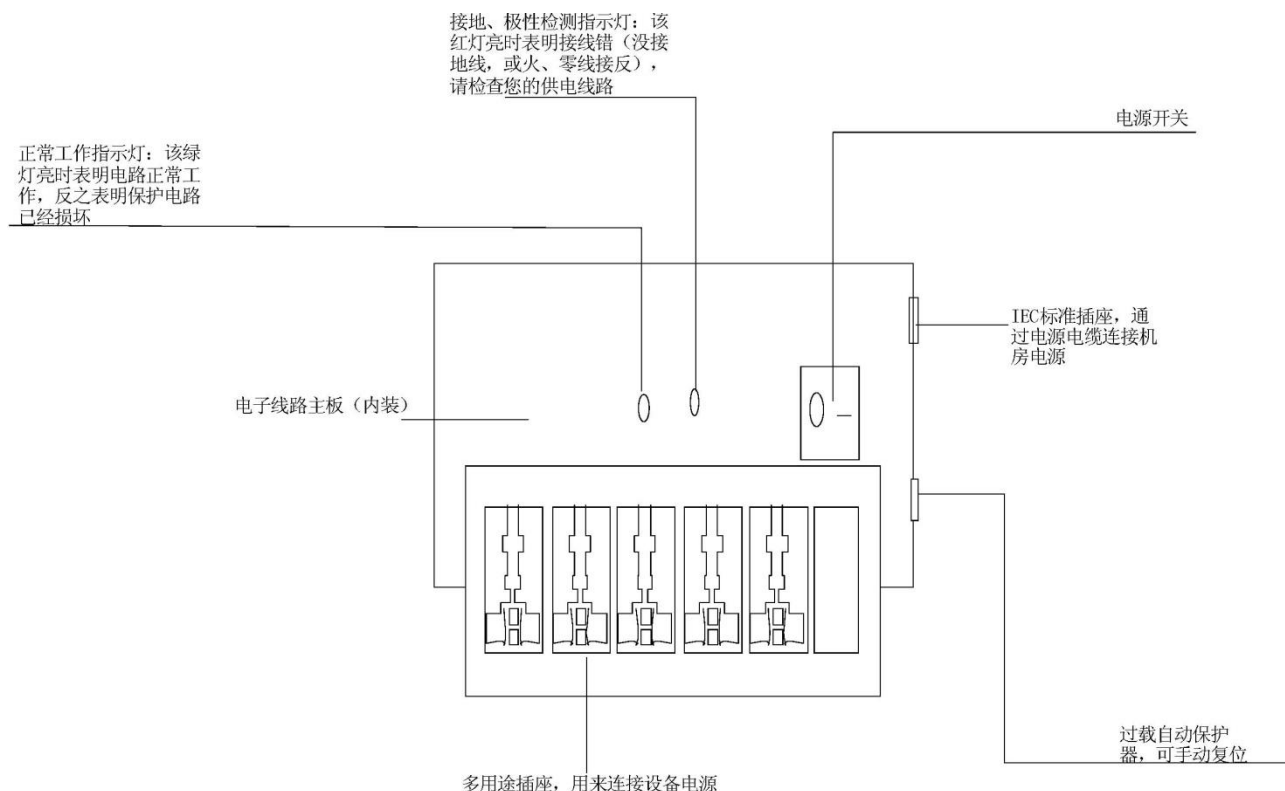 接地、极性检测指示灯：该
红灯亮时表明接线错（没接
地线，或火、零线接反），
请检查您的供电线路
电源开关
正常工作指示灯：该绿
灯亮时表明电路正常工
作，反之表明保护电路
已经损坏
IEC标准插座，通
过电源电缆连接机
房电源
电子线路主板（内装）
过载自动保护
器，可手动复位
多用途插座，用来连接设备电源